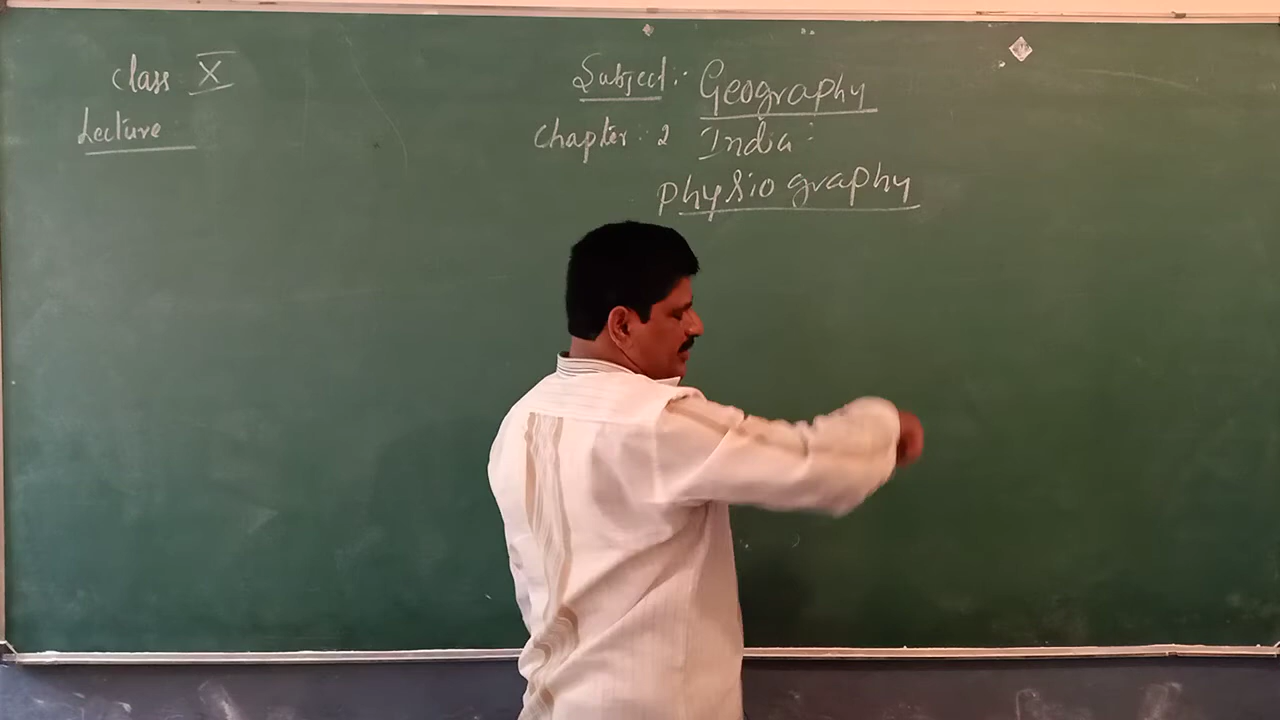 Class : X
Lecture
Subject :- Geography
Chapter : 2 India :
Physiography